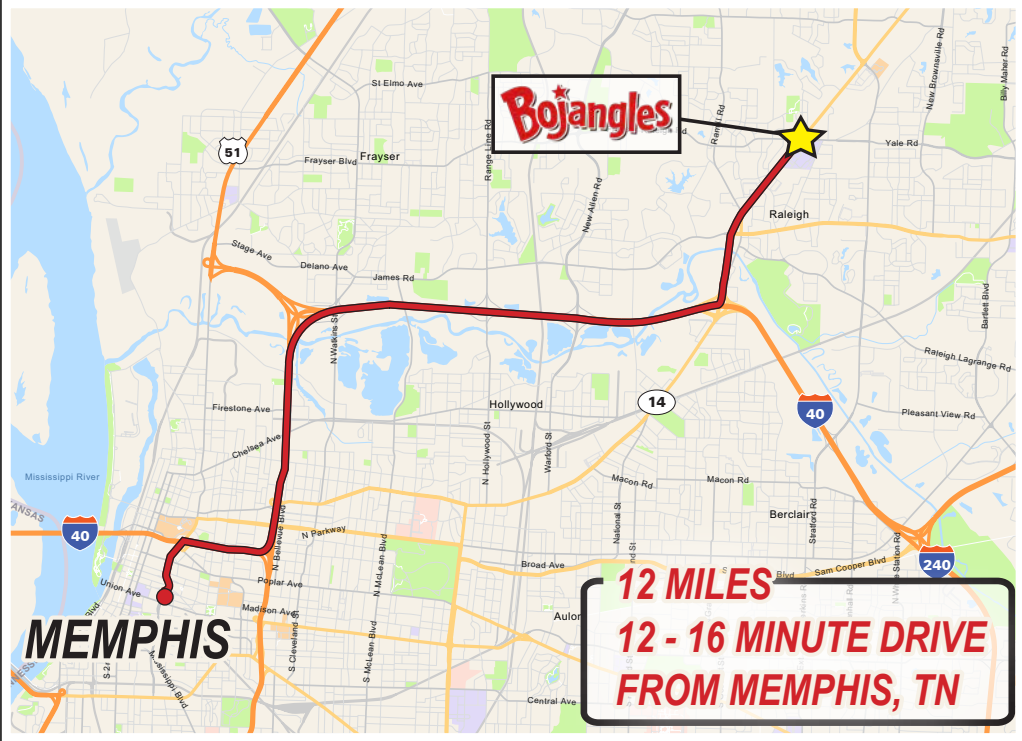 St Elmo Ave
New Brownsville Rd
Billy Maher Rd
Bojangles
51
Frayser Blvd
Frayser
Range Line Rd
Yale Rd
New Allen Rd
Raleigh
Stage Ave
Delano Ave
James Rd
N Watkins St
Bartlett Blvd
Raleigh Lagrange Rd
Firestone Ave
Hollywood
14
40
Pleasant View Rd
Chelsea Ave
N Hollywood St
Warford St
Mississippi River
Macon Rd
Macon Rd
National St
Berclair
Stratford Rd
40
N Bellevue Blvd
N Parkway
N McLean Blvd
Broad Ave
Sam Cooper Blvd
240
Union Ave
Poplar Ave
Madison Ave
S Cleveland St
S McLean Blvd
Central Ave
MEMPHIS
12 MILES
12 - 16 MINUTE DRIVE
FROM MEMPHIS, TN